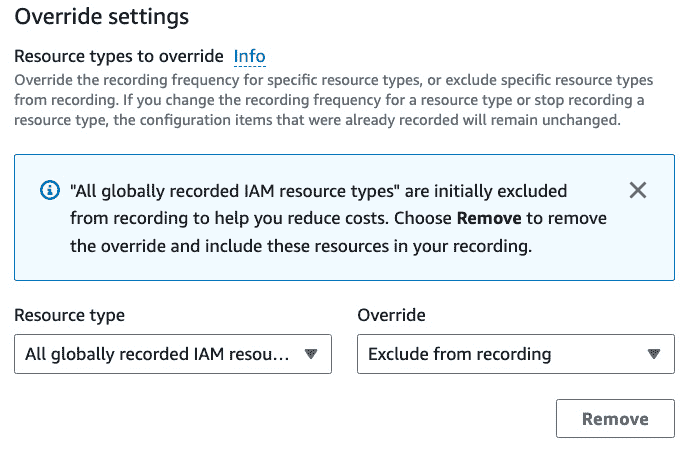 Override settings
Resource types to override Info
Override the recording frequency for specific resource types, or exclude specific resource types
from recording. If you change the recording frequency for a resource type or stop recording a
resource type, the configuration items that were already recorded will remain unchanged.
"All globally recorded IAM resource types" are initially excluded
from recording to help you reduce costs. Choose Remove to remove
the override and include these resources in your recording.
Resource type Override
All globally recorded IAM resou... Exclude from recording
Remove